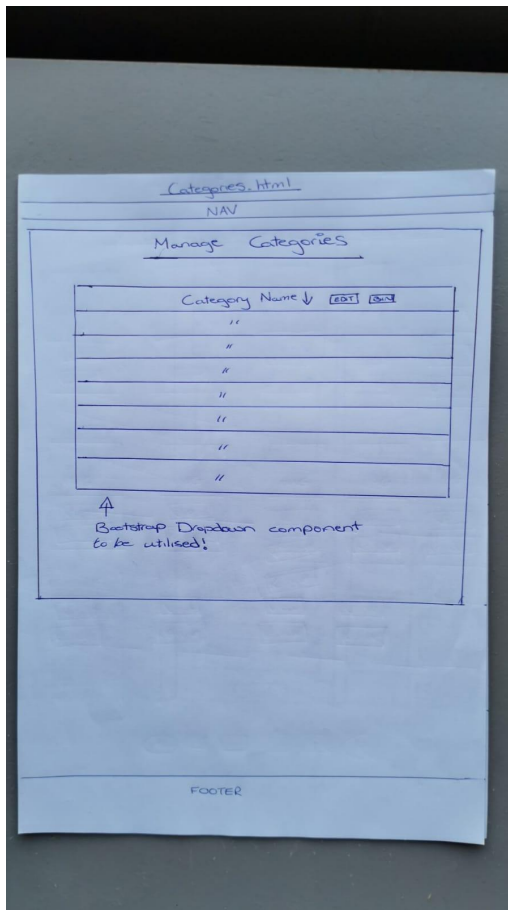 Categories.html
NAV
Manage Categories
Category Name ↓ EDIT
"
"
"
"
"
"
"
Bootstrap Dropdown component
to be utilised!
FOOTER